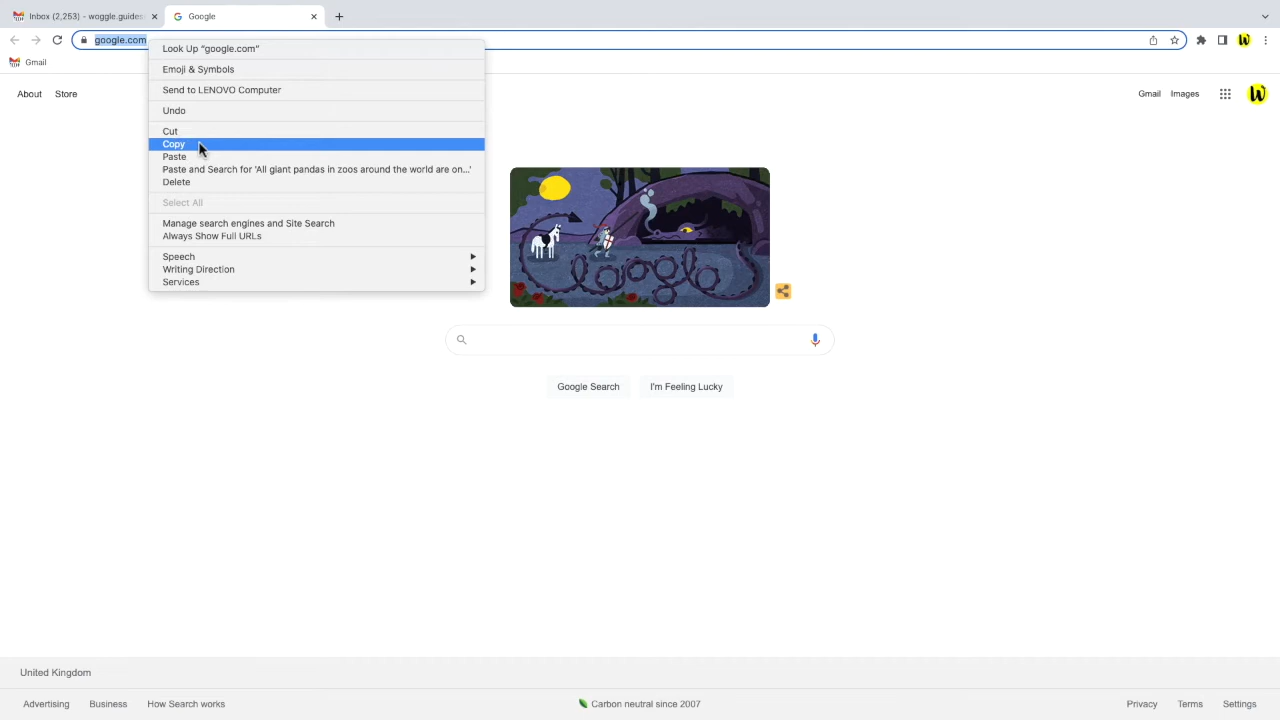 Inbox (2,253) - woggle.guides
Google
google.com
Gmail
Look Up “google.com”
Emoji & Symbols
Send to LENOVO Computer
Undo
Cut
Copy
Paste
Paste and Search for 'All giant pandas in zoos around the world are on...'
Delete
Select All
Manage search engines and Site Search
Always Show Full URLs
Speech
Writing Direction
Services
About Store
Gmail Images
W
W
Google
Google Search
I'm Feeling Lucky
United Kingdom
Advertising Business How Search works
Carbon neutral since 2007
Privacy Terms Settings